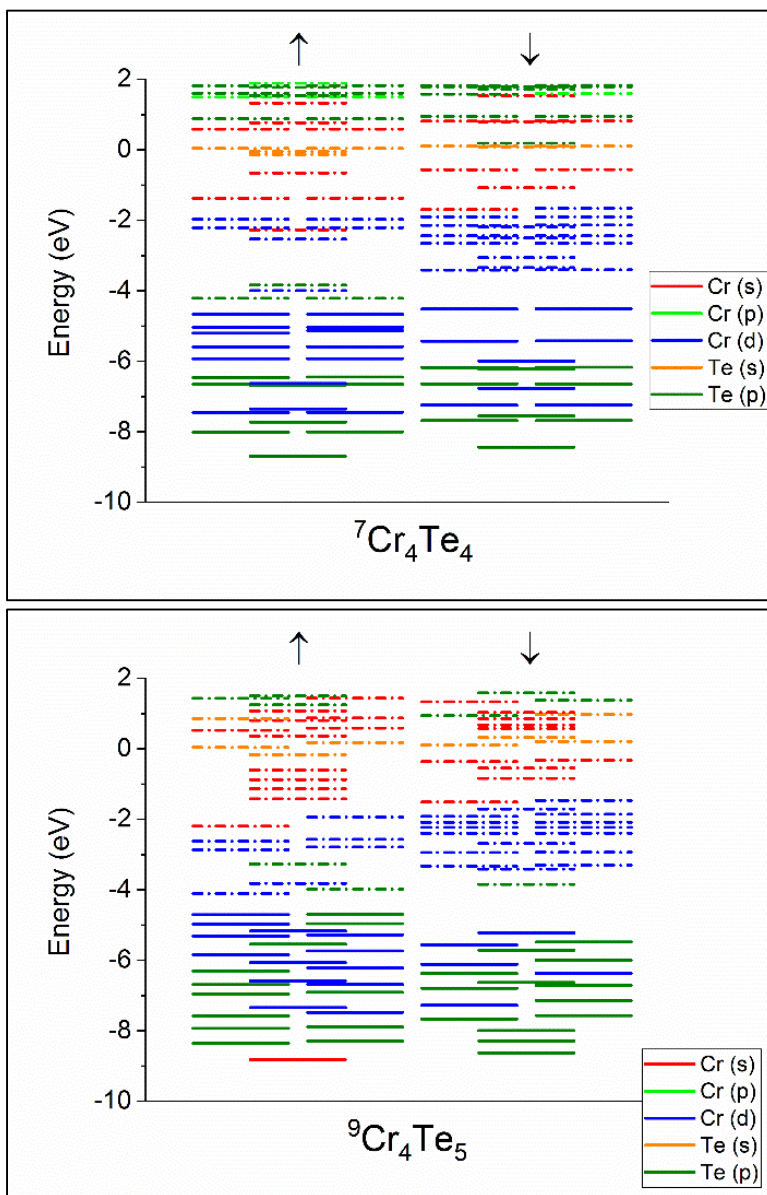 ↑ ↓
2
0
-2
-4
-6
-8
-10
Energy (eV)
Cr (s)
Cr (p)
Cr (d)
Te (s)
Te (p)
⁷Cr₄Te₄
↑ ↓
2
0
-2
-4
-6
-8
-10
Energy (eV)
Cr (s)
Cr (p)
Cr (d)
Te (s)
Te (p)
⁹Cr₄Te₅